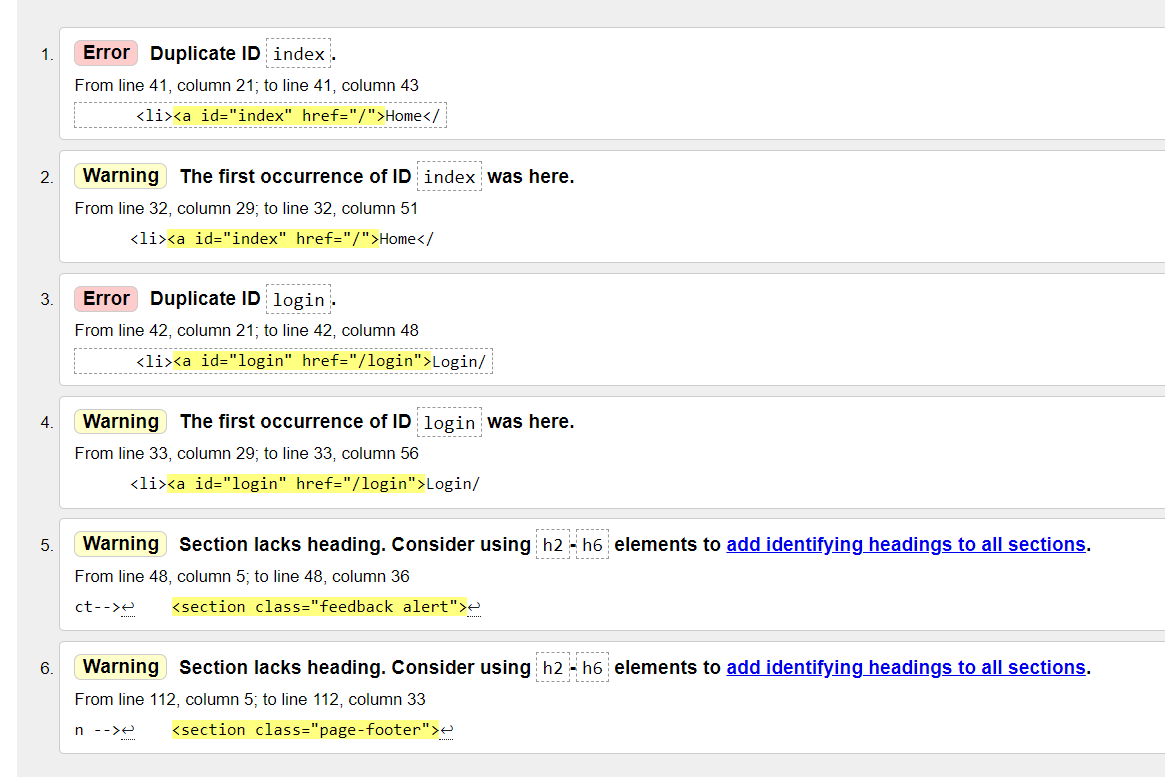 1. Error Duplicate ID index.
From line 41, column 21; to line 41, column 43
<li><a id="index" href="/">Home</
2. Warning The first occurrence of ID index was here.
From line 32, column 29; to line 32, column 51
<li><a id="index" href="/">Home</
3. Error Duplicate ID login.
From line 42, column 21; to line 42, column 48
<li><a id="login" href="/login">Login/
4. Warning The first occurrence of ID login was here.
From line 33, column 29; to line 33, column 56
<li><a id="login" href="/login">Login/
5. Warning Section lacks heading. Consider using h2-h6 elements to add identifying headings to all sections.
From line 48, column 5; to line 48, column 36
ct-->↩ <section class="feedback alert">↩
6. Warning Section lacks heading. Consider using h2-h6 elements to add identifying headings to all sections.
From line 112, column 5; to line 112, column 33
n -->↩ <section class="page-footer">↩